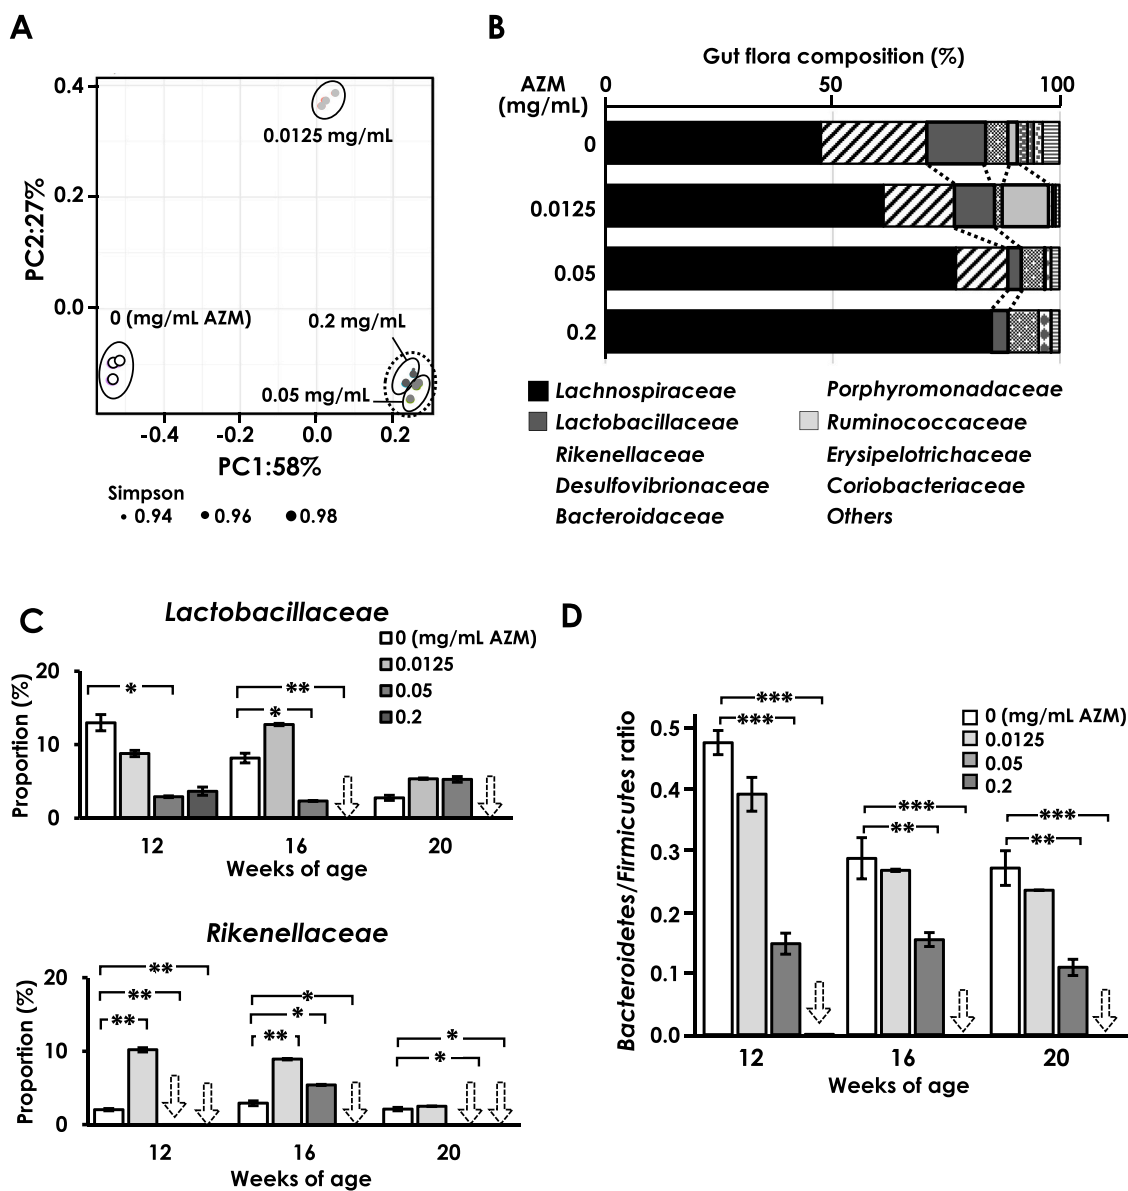 A
0.4
0.2
0.0
PC2:27%
0.0125 mg/mL
0 (mg/mL AZM)
0.2 mg/mL
0.05 mg/mL
-0.4
-0.2
0.0
0.2
PC1:58%
Simpson
0.94
0.96
0.98
B
Gut flora composition (%)
AZM
(mg/mL)
0
50
100
0
0.0125
0.05
0.2
Lachnospiraceae
Lactobacillaceae
Rikenellaceae
Desulfovibrionaceae
Bacteroidaceae
Porphyromonadaceae
Ruminococcaceae
Erysipelotrichaceae
Coriobacteriaceae
Others
C
Lactobacillaceae
0 (mg/mL AZM)
0.0125
0.05
0.2
Proportion (%)
20
10
0
*
**
*
12
16
20
Weeks of age
Rikenellaceae
Proportion (%)
20
10
0
**
**
**
*
*
**
*
*
12
16
20
Weeks of age
D
Bacteroidetes/Firmicutes ratio
0.5
0.4
0.3
0.2
0.1
0.0
0 (mg/mL AZM)
0.0125
0.05
0.2
***
***
***
**
***
**
12
16
20
Weeks of age